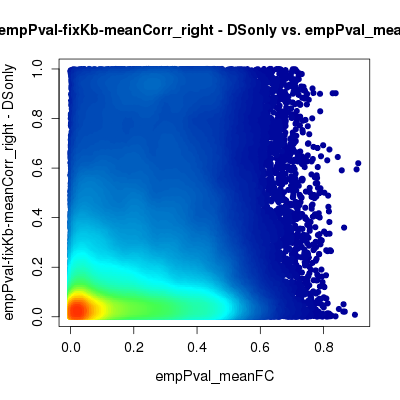 empPval-fixKb-meanCorr_right - DSonly vs. empPval_mea
empPval-fixKb-meanCorr_right - DSonly
1.0
0.8
0.6
0.4
0.2
0.0
0.0 0.2 0.4 0.6 0.8
empPval_meanFC